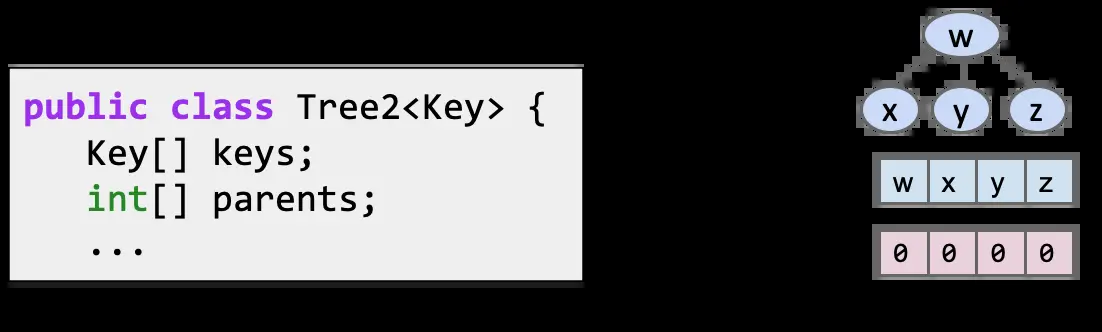 public class Tree2<Key> {
Key[] keys;
int[] parents;
...
w
x y z
w x y z
0 0 0 0